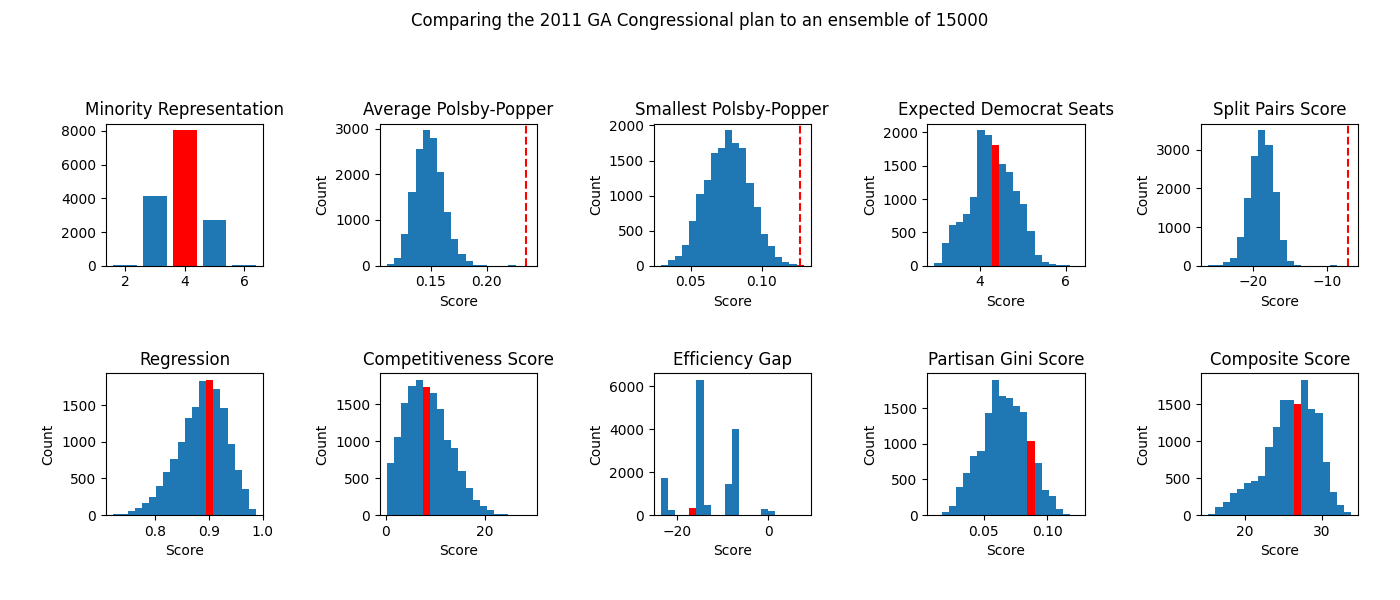 Comparing the 2011 GA Congressional plan to an ensemble of 15000
Minority Representation
8000
6000
4000
2000
0
2 4 6
Average Polsby-Popper
Count
3000
2000
1000
0
0.15 0.20
Score
Smallest Polsby-Popper
Count
2000
1500
1000
500
0
0.05 0.10
Score
Expected Democrat Seats
Count
2000
1500
1000
500
0
4 6
Score
Split Pairs Score
Count
3000
2000
1000
0
−20 −10
Score
Regression
Count
1500
1000
500
0
0.8 0.9 1.0
Score
Competitiveness Score
Count
1500
1000
500
0
0 20
Score
Efficiency Gap
Count
6000
4000
2000
0
−20 0
Score
Partisan Gini Score
Count
1500
1000
500
0
0.05 0.10
Score
Composite Score
Count
1500
1000
500
0
20 30
Score